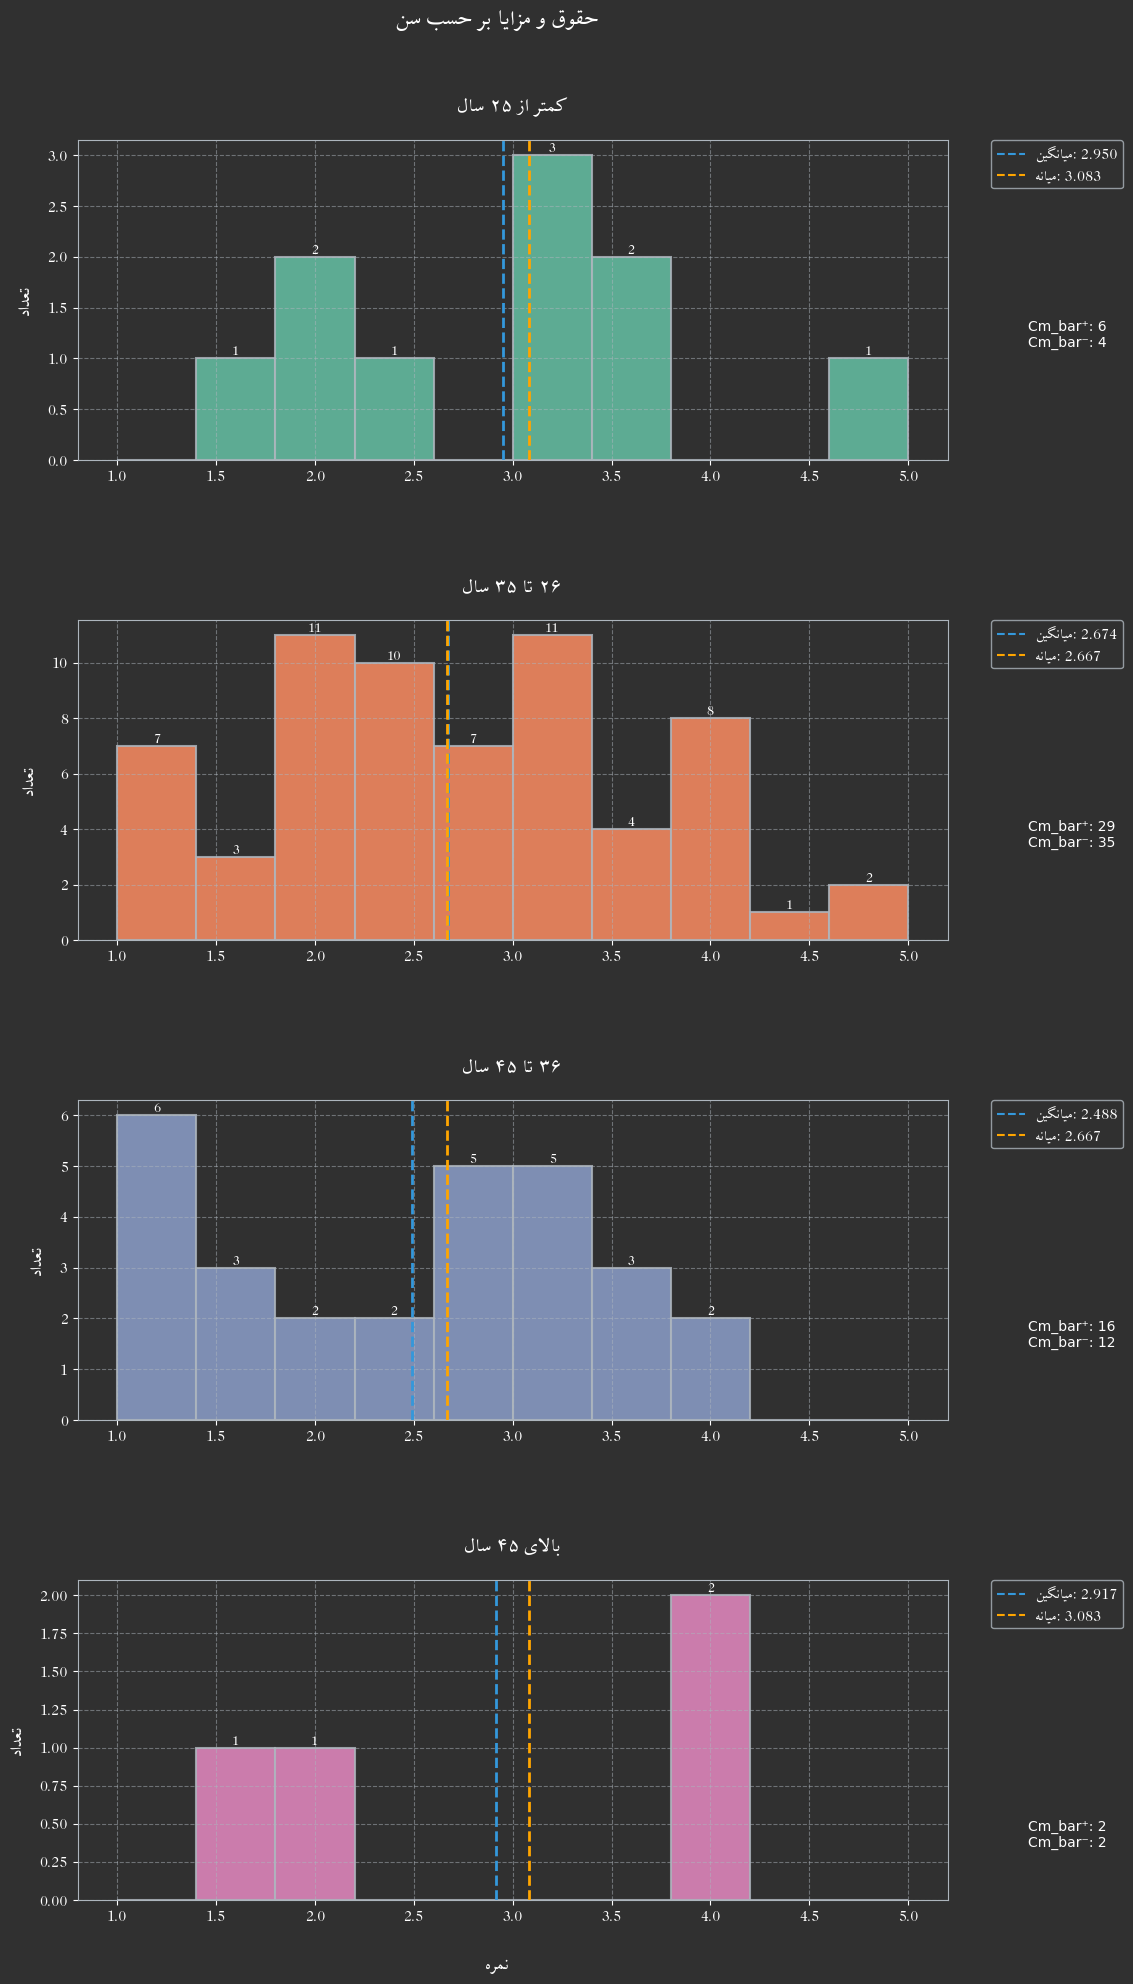 حقوق و مزایا بر حسب سن
کمتر از ۲۵ سال
تعداد
3.0
2.5
2.0
1.5
1.0
0.5
0.0
1
2
1
3
2
1
1.0 1.5 2.0 2.5 3.0 3.5 4.0 4.5 5.0
میانگین: 2.950
میانه: 3.083
Cm_bar⁺: 6
Cm_bar⁻: 4
۲۶ تا ۳۵ سال
تعداد
10
8
6
4
2
0
7
3
11
10
7
11
4
8
1
2
1.0 1.5 2.0 2.5 3.0 3.5 4.0 4.5 5.0
میانگین: 2.674
میانه: 2.667
Cm_bar⁺: 29
Cm_bar⁻: 35
۳۶ تا ۴۵ سال
تعداد
6
5
4
3
2
1
0
6
3
2
2
5
5
3
2
1.0 1.5 2.0 2.5 3.0 3.5 4.0 4.5 5.0
میانگین: 2.488
میانه: 2.667
Cm_bar⁺: 16
Cm_bar⁻: 12
بالای ۴۵ سال
تعداد
2.00
1.75
1.50
1.25
1.00
0.75
0.50
0.25
0.00
1
1
2
1.0 1.5 2.0 2.5 3.0 3.5 4.0 4.5 5.0
میانگین: 2.917
میانه: 3.083
Cm_bar⁺: 2
Cm_bar⁻: 2
نمره